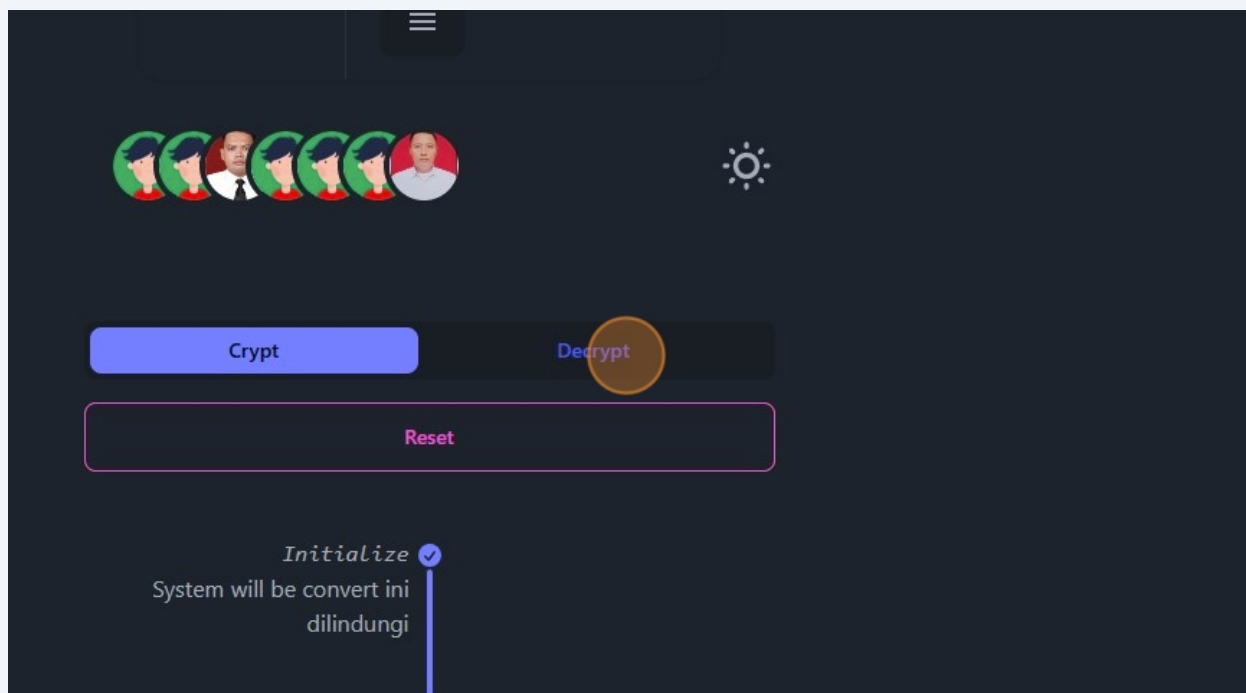 Crypt
Decrypt
Reset
Initialize
System will be convert ini
dilindungi